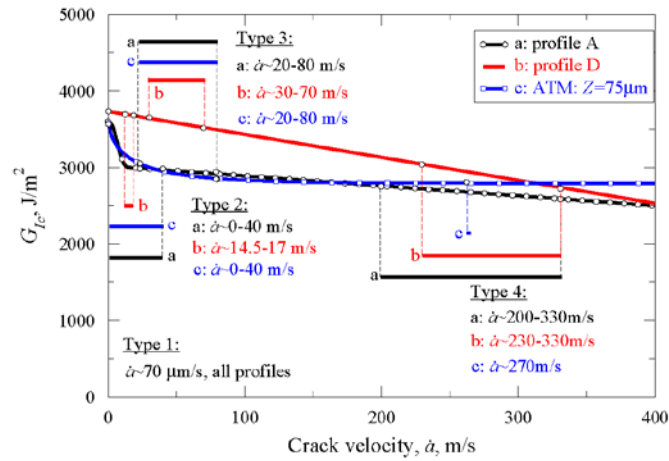 5000
4000
3000
2000
1000
0
G_Ic, J/m²
0
100
200
300
400
Crack velocity, ȧ, m/s
a
c
b
Type 3:
a: ȧ~20-80 m/s
b: ȧ~30-70 m/s
c: ȧ~20-80 m/s
a: profile A
b: profile D
c: ATM: Z=75μm
b
c
a
Type 2:
a: ȧ~0-40 m/s
b: ȧ~14.5-17 m/s
c: ȧ~0-40 m/s
c
b
a
Type 4:
a: ȧ~200-330m/s
b: ȧ~230-330m/s
c: ȧ~270m/s
Type 1:
ȧ~70 μm/s, all profiles